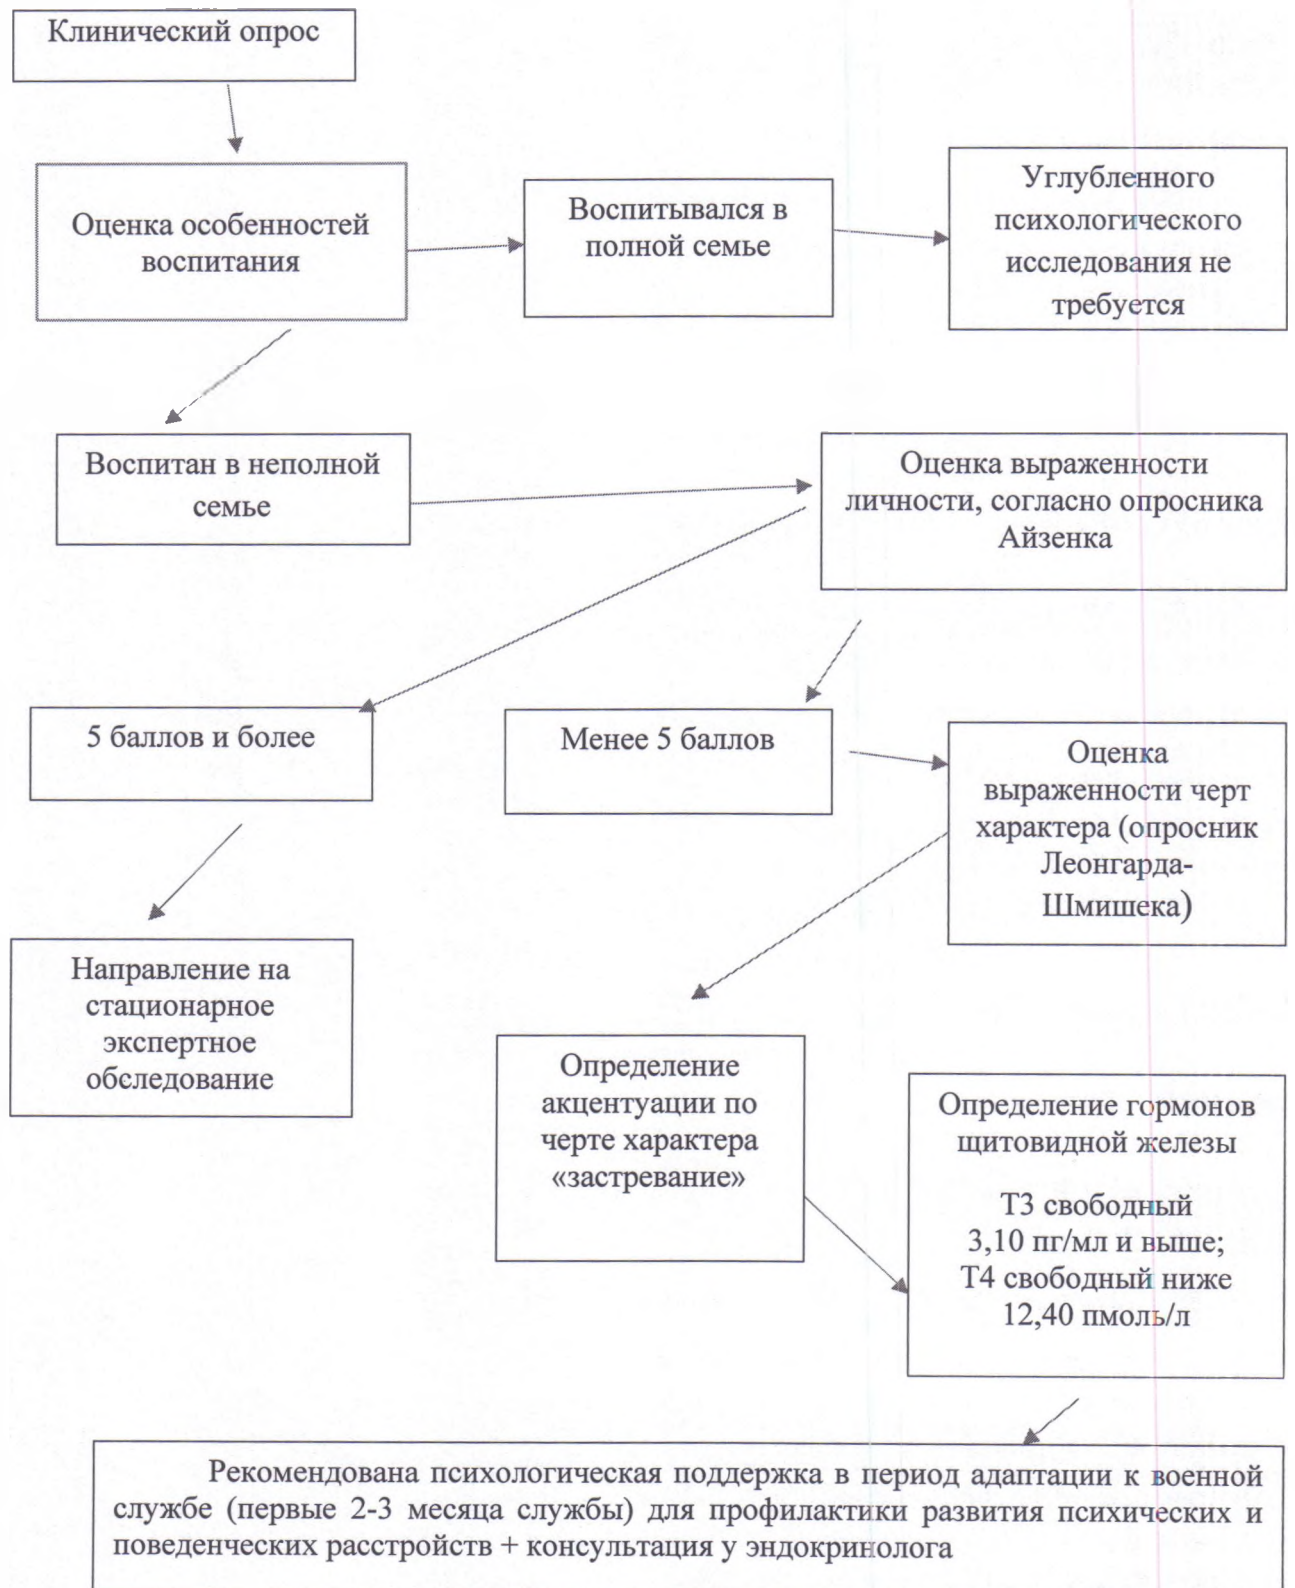 Клинический опрос
Оценка особенностей
воспитания
Воспитывался в
полной семье
Углубленного
психологического
исследования не
требуется
Воспитан в неполной
семье
Оценка выраженности
личности, согласно опросника
Айзенка
5 баллов и более
Менее 5 баллов
Оценка
выраженности черт
характера (опросник
Леонгарда-
Шмишека)
Направление на
стационарное
экспертное
обследование
Определение
акцентуации по
черте характера
«застревание»
Определение гормонов
щитовидной железы
Т3 свободный
3,10 пг/мл и выше;
Т4 свободный ниже
12,40 пмоль/л
Рекомендована психологическая поддержка в период адаптации к военной
службе (первые 2-3 месяца службы) для профилактики развития психических и
поведенческих расстройств + консультация у эндокринолога